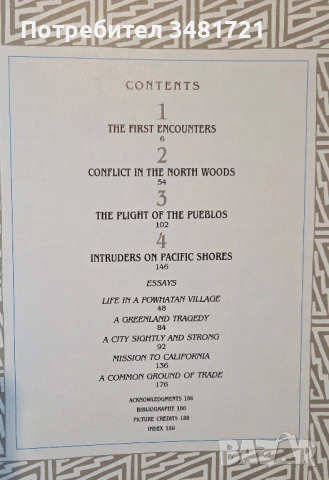 Потребител 3481721
CONTENTS
1
THE FIRST ENCOUNTERS
6
2
CONFLICT IN THE NORTH WOODS
54
3
THE PLIGHT OF THE PUEBLOS
102
4
INTRUDERS ON PACIFIC SHORES
146
ESSAYS
LIFE IN A POWHATAN VILLAGE
48
A GREENLAND TRAGEDY
84
A CITY SIGHTLY AND STRONG
92
MISSION TO CALIFORNIA
136
A COMMON GROUND OF TRADE
176
ACKNOWLEDGMENTS 186
BIBLIOGRAPHY 186
PICTURE CREDITS 188
INDEX 189
BAZAR